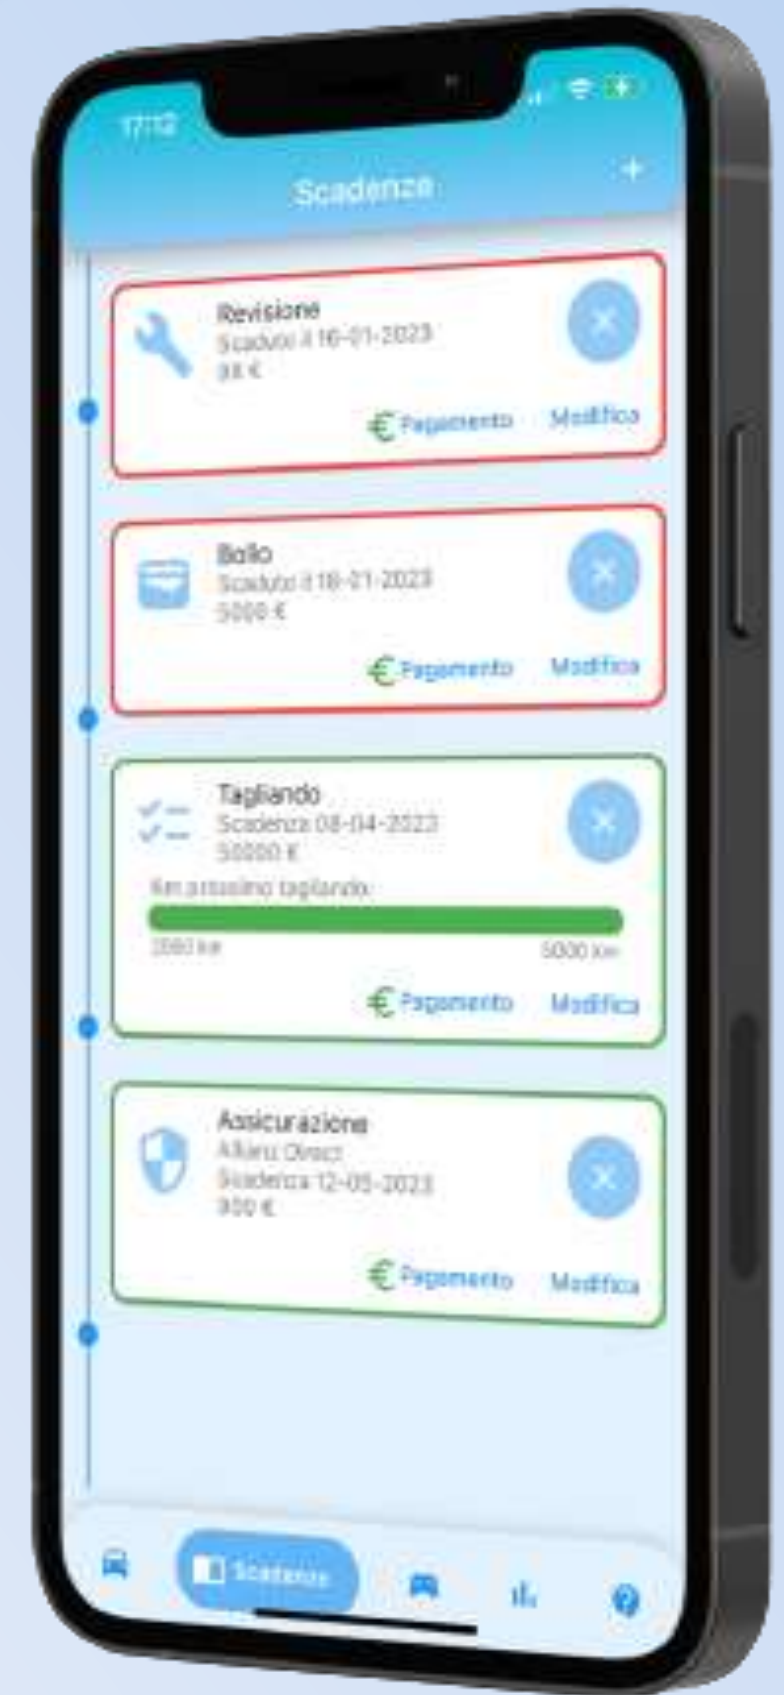 17:12
Scadenze
Revisione
Scaduto il 16-01-2023
€
Pagamento Modifica
Bollo
Scaduto il 18-01-2023
5000 €
Pagamento Modifica
Tagliando
Scadenza 08-04-2023
50000 €
Km prossimo tagliando:
km 5000 km
Pagamento Modifica
Assicurazione
Allianz Direct
Scadenza 12-05-2023
€
Pagamento Modifica
Scadenze